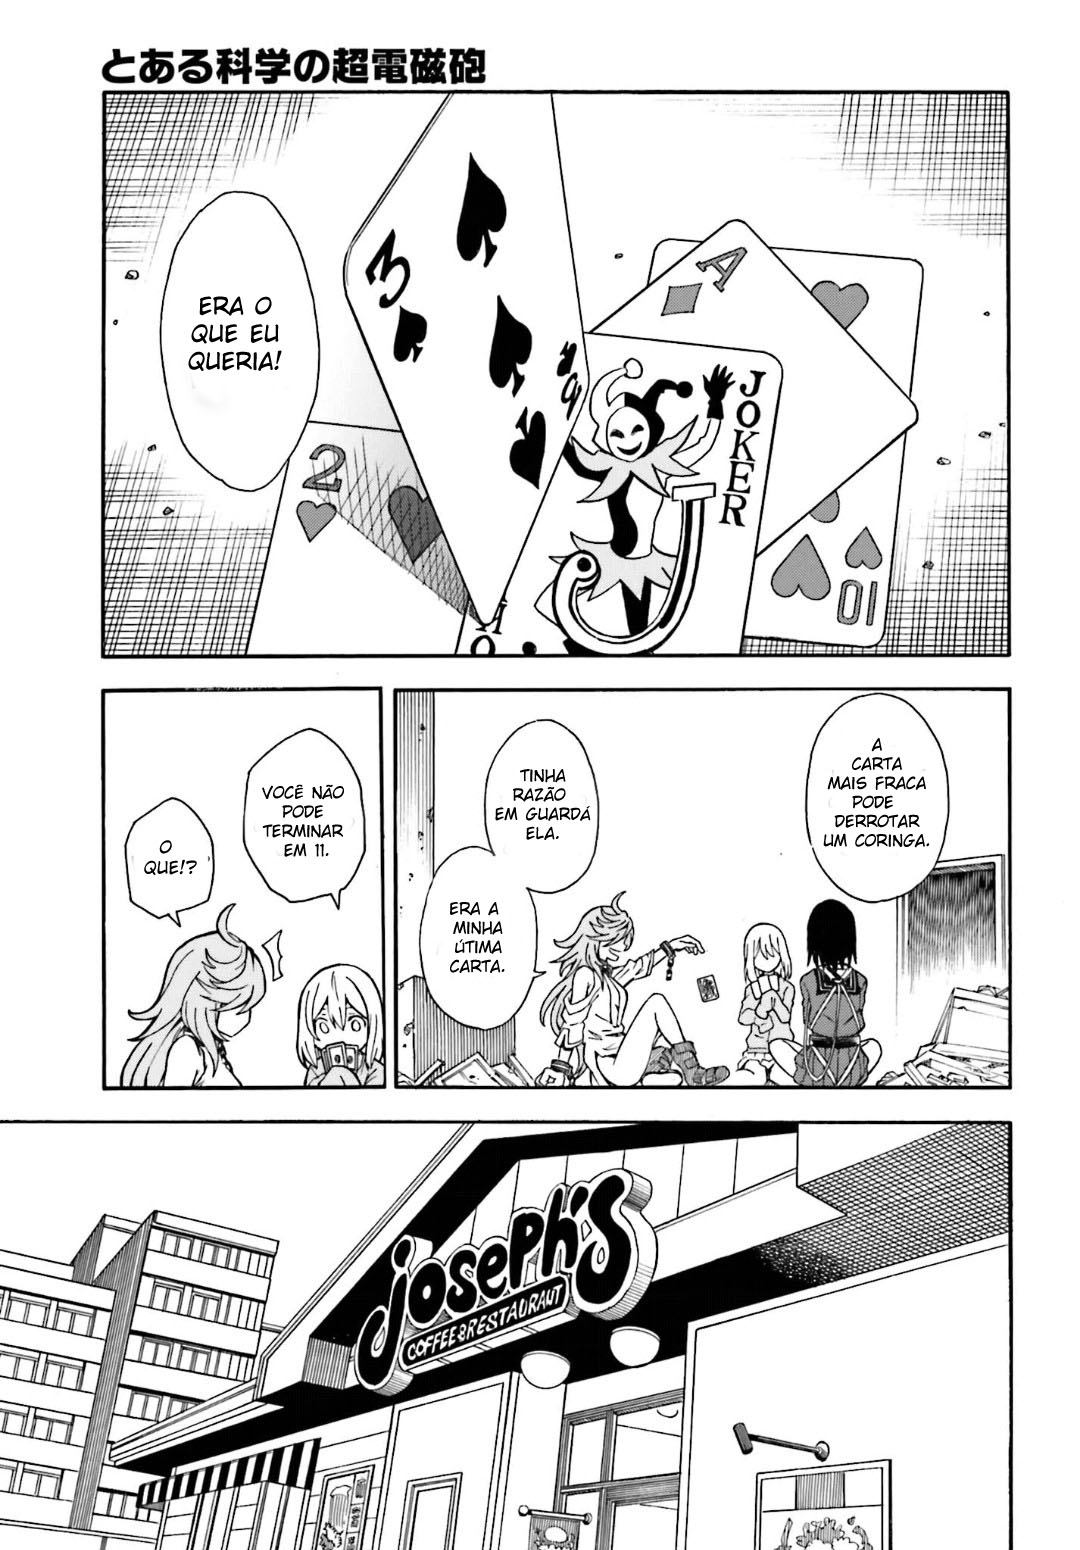 とある科学の超電磁砲
ERA O
QUE EU
QUERIA!
3
2
A
JOKER
10
A
CARTA
MAIS FRACA
PODE
DERROTAR
UM CORINGA.
TINHA
RAZÃO
EM GUARDÁ
ELA.
ERA A
MINHA
ÚTIMA
CARTA.
VOCÊ NÃO
PODE
TERMINAR
EM 11.
O
QUE!?
Joseph's
COFFEE&RESTAURAUT